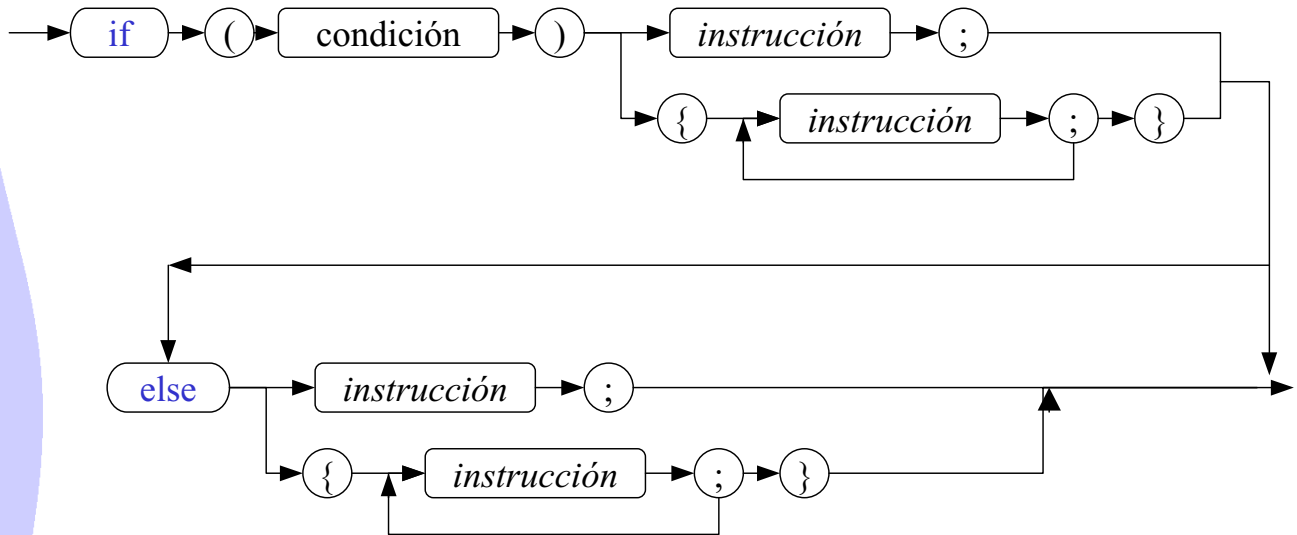 if ( condición ) instrucción ;
{ instrucción ; }
else instrucción ;
{ instrucción ; }